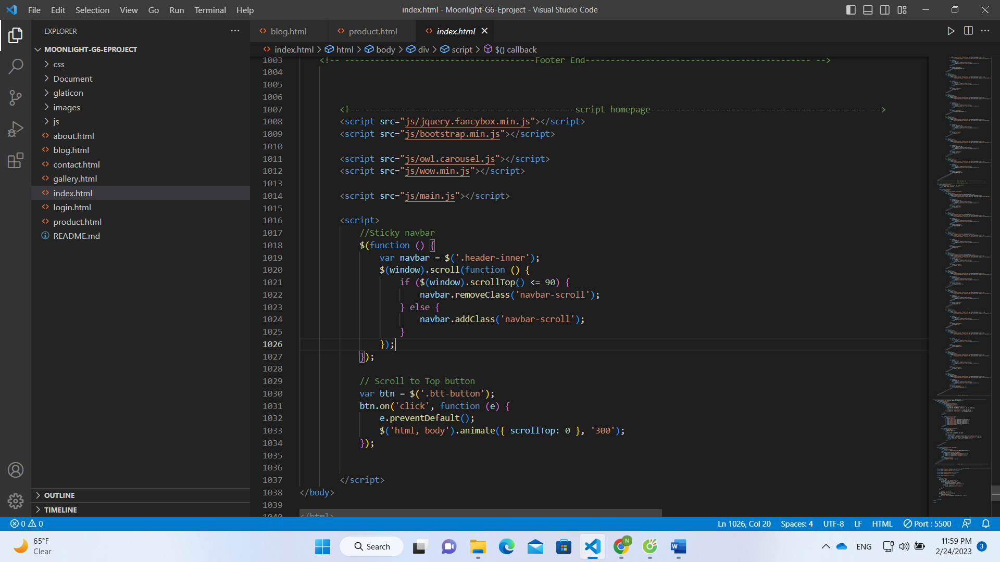 File Edit Selection View Go Run Terminal Help
index.html - Moonlight-G6-Eproject - Visual Studio Code
EXPLORER
MOONLIGHT-G6-EPROJECT
css
Document
glaticon
images
js
about.html
blog.html
contact.html
gallery.html
index.html
login.html
product.html
README.md
OUTLINE
TIMELINE
blog.html
product.html
index.html
index.html > html > body > div > script > $() callback
1003 <!-- --------------------------------------Footer End--------------------------------------------- -->
1004
1005
1006
1007 <!-- ------------------------------------------script homepage------------------------------------------- -->
1008 <script src="js/jquery.fancybox.min.js"></script>
1009 <script src="js/bootstrap.min.js"></script>
1010
1011 <script src="js/owl.carousel.js"></script>
1012 <script src="js/wow.min.js"></script>
1013
1014 <script src="js/main.js"></script>
1015
1016 <script>
1017 //Sticky navbar
1018 $(function () {
1019 var navbar = $('.header-inner');
1020 $(window).scroll(function () {
1021 if ($(window).scrollTop() <= 90) {
1022 navbar.removeClass('navbar-scroll');
1023 } else {
1024 navbar.addClass('navbar-scroll');
1025 }
1026 });
1027 });
1028
1029 // Scroll to Top button
1030 var btn = $('.btt-button');
1031 btn.on('click', function (e) {
1032 e.preventDefault();
1033 $('html, body').animate({ scrollTop: 0 }, '300');
1034 });
1035
1036
1037 </script>
1038 </body>
1039
1040 </html>
0 0
Ln 1026, Col 20 Spaces: 4 UTF-8 LF HTML Port : 5500
65°F
Clear
Search
N
ENG
11:59 PM
2/24/2023
3